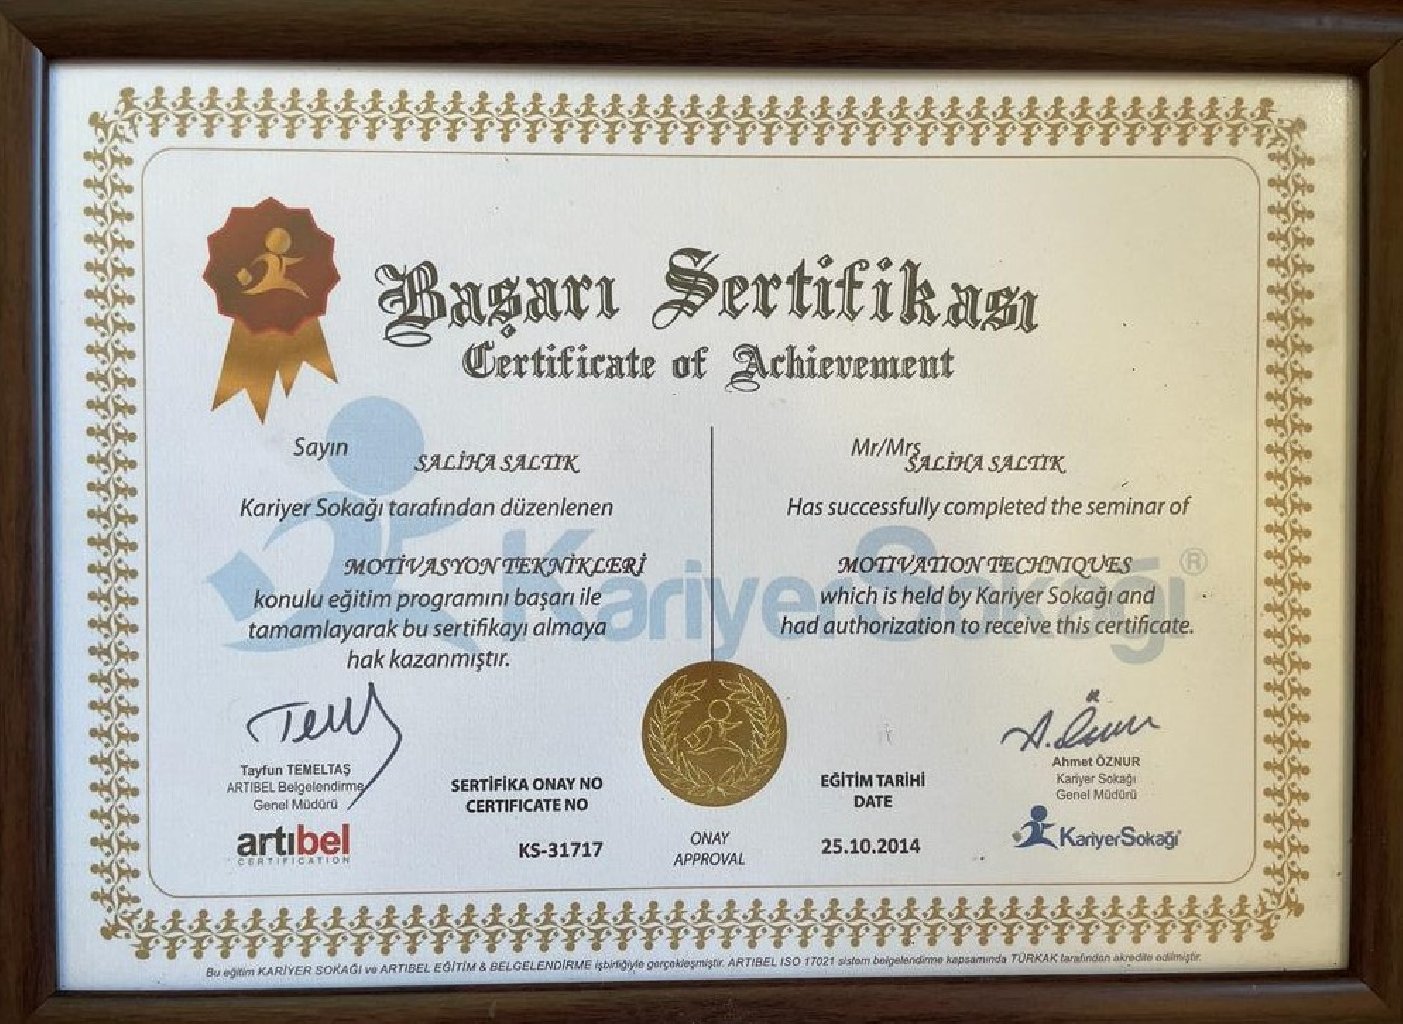 Başarı Sertifikası
Certificate of Achievement
Sayın
SALİHA SALTIK
Kariyer Sokağı tarafından düzenlenen
MOTİVASYON TEKNİKLERİ
konulu eğitim programını başarı ile
tamamlayarak bu sertifikayı almaya
hak kazanmıştır.
Mr/Mrs
SALİHA SALTIK
Has successfully completed the seminar of
MOTIVATION TECHNIQUES
which is held by Kariyer Sokağı and
had authorization to receive this certificate.
KariyerSokağı®
Tayfun TEMELTAŞ
ARTIBEL Belgelendirme
Genel Müdürü
artıbel
CERTIFICATION
SERTİFİKA ONAY NO
CERTIFICATE NO
KS-31717
ONAY
APPROVAL
EĞİTİM TARİHİ
DATE
25.10.2014
A. Öznur
Ahmet ÖZNUR
Kariyer Sokağı
Genel Müdürü
KariyerSokağı
Bu eğitim KARİYER SOKAĞI ve ARTIBEL EĞİTİM & BELGELENDİRME işbirliğiyle gerçekleşmiştir. ARTIBEL ISO 17021 sistem belgelendirme kapsamında TÜRKAK tarafından akredite edilmiştir.